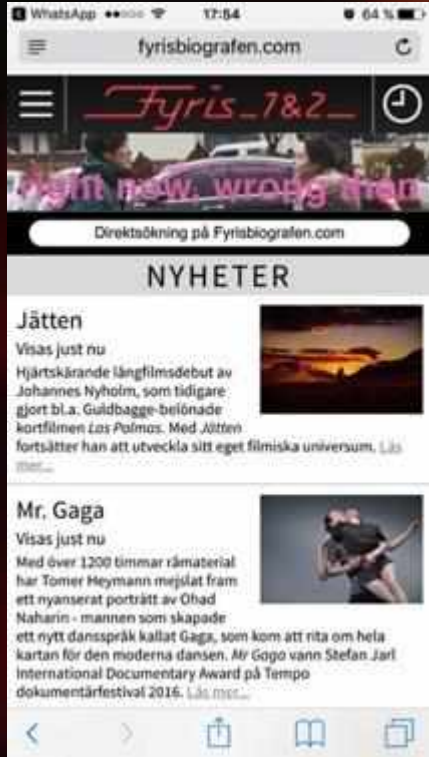 WhatsApp 17:54 64 %
fyrisbiografen.com
Fyris 1&2
right now, wrong then
Direktsökning på Fyrisbiografen.com
NYHETER
Jätten
Visas just nu
Hjärtskärande långfilmsdebut av
Johannes Nyholm, som tidigare
gjort bl.a. Guldbagge-belönade
kortfilmen Las Palmas. Med Jätten
fortsätter han att utveckla sitt eget filmiska universum. Läs
mer...
Mr. Gaga
Visas just nu
Med över 1200 timmar råmaterial
har Tomer Heymann mejslat fram
ett nyanserat porträtt av Ohad
Naharin - mannen som skapade
ett nytt dansspråk kallat Gaga, som kom att rita om hela
kartan för den moderna dansen. Mr Gaga vann Stefan Jarl
International Documentary Award på Tempo
dokumentärfestival 2016. Läs mer...